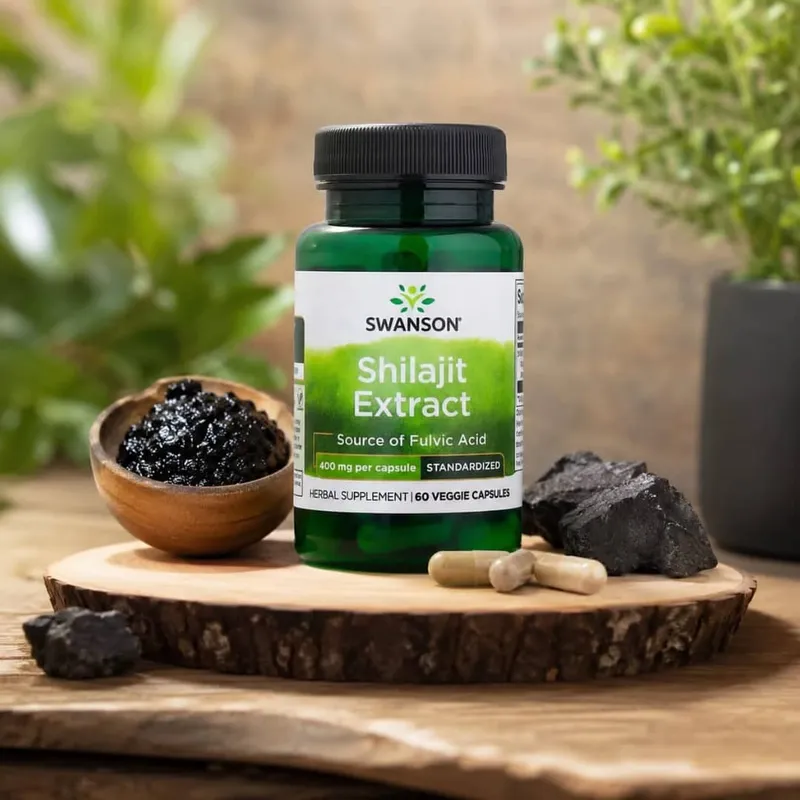 SWANSON®
Shilajit
Extract
Source of Fulvic Acid
400 mg per capsule STANDARDIZED
HERBAL SUPPLEMENT | 60 VEGGIE CAPSULES